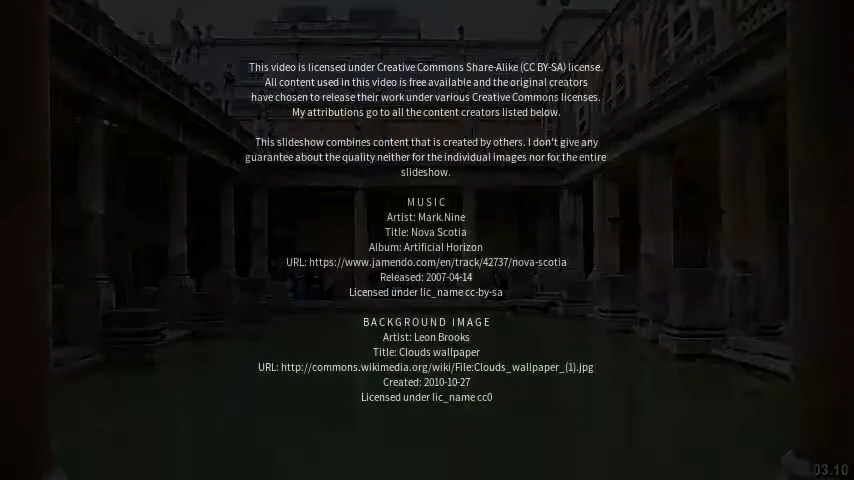 This video is licensed under Creative Commons Share-Alike (CC BY-SA) license.
All content used in this video is free available and the original creators
have chosen to release their work under various Creative Commons licenses.
My attributions go to all the content creators listed below.
This slideshow combines content that is created by others. I don't give any
guarantee about the quality neither for the individual images nor for the entire
slideshow.
MUSIC
Artist: Mark.Nine
Title: Nova Scotia
Album: Artificial Horizon
URL: https://www.jamendo.com/en/track/42737/nova-scotia
Released: 2007-04-14
Licensed under lic_name cc-by-sa
BACKGROUND IMAGE
Artist: Leon Brooks
Title: Clouds wallpaper
URL: http://commons.wikimedia.org/wiki/File:Clouds_wallpaper_(1).jpg
Created: 2010-10-27
Licensed under lic_name cc0
03.10